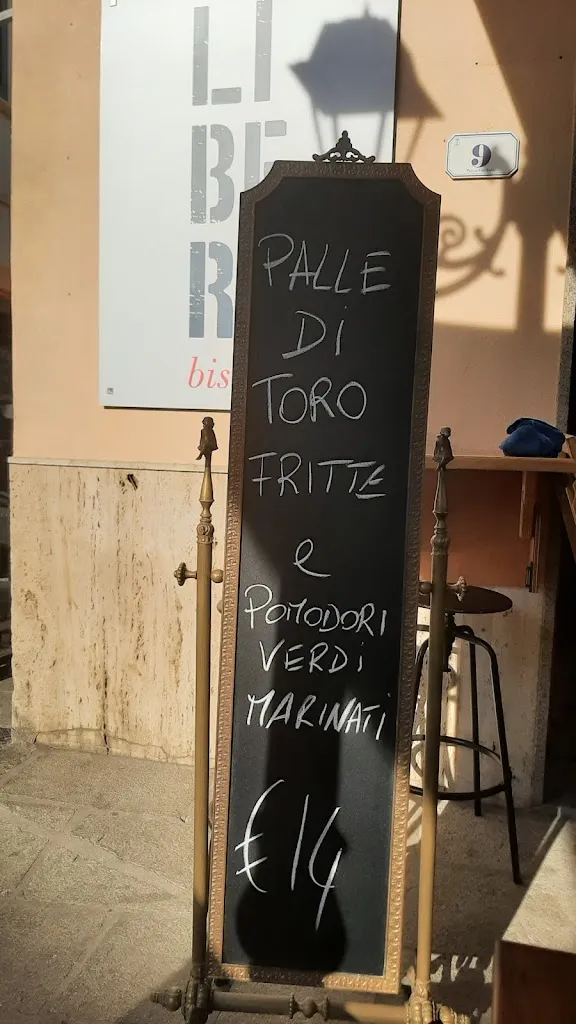 LI
BE
R
bis
9
PALLE
Di
TORO
FRITTE
e
POMODORI
VERDi
MARINATi
€ 14